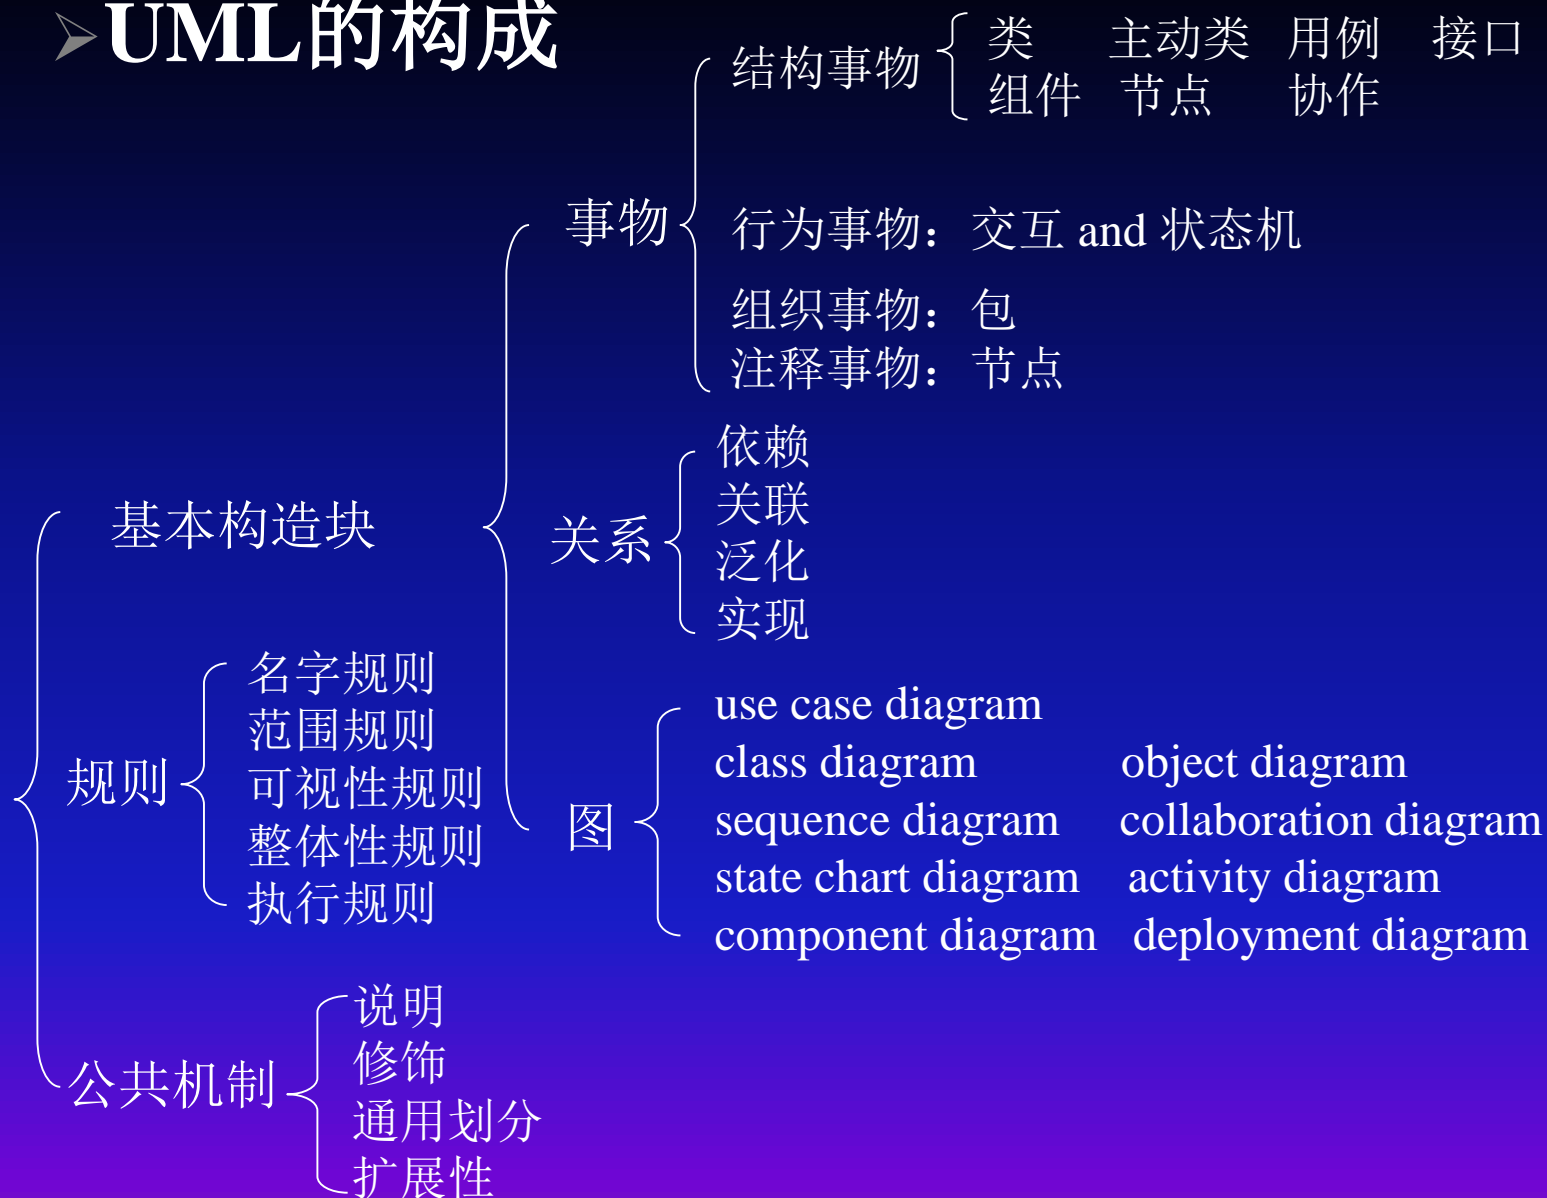 UML的构成
结构事物
类 主动类 用例 接口
组件 节点 协作
事物
行为事物：交互 and 状态机
组织事物：包
注释事物：节点
基本构造块
关系
依赖
关联
泛化
实现
规则
名字规则
范围规则
可视性规则
整体性规则
执行规则
图
use case diagram
class diagram object diagram
sequence diagram collaboration diagram
state chart diagram activity diagram
component diagram deployment diagram
公共机制
说明
修饰
通用划分
扩展性